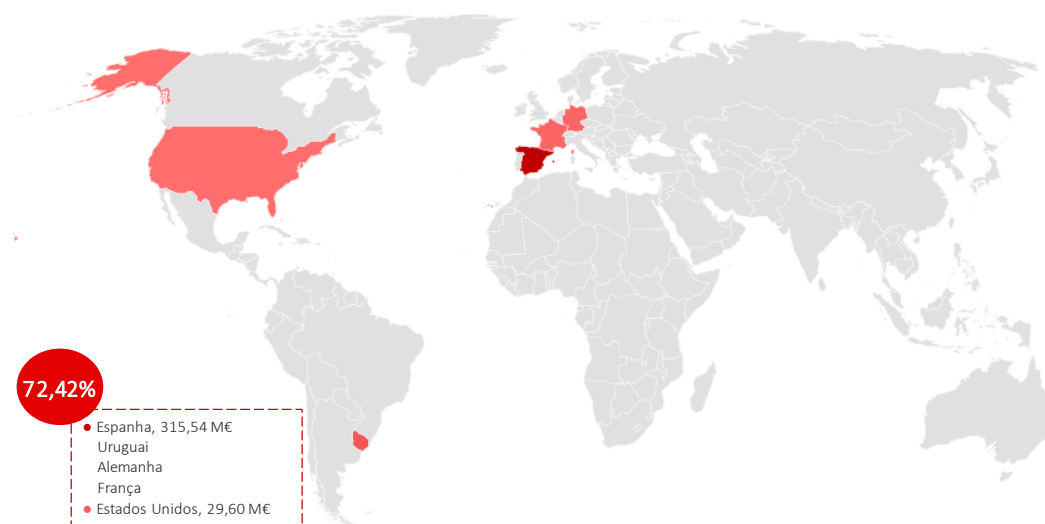 72,42%
Espanha, 315,54 M€
Uruguai
Alemanha
França
Estados Unidos, 29,60 M€